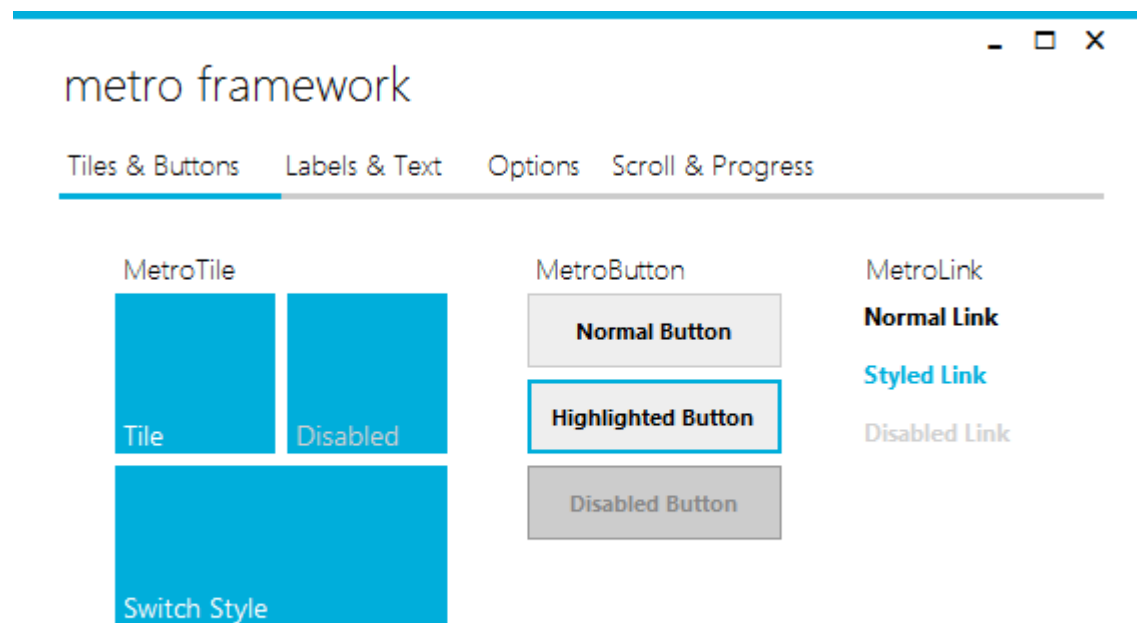 metro framework
Tiles & Buttons Labels & Text Options Scroll & Progress
MetroTile
Tile
Disabled
Switch Style
MetroButton
Normal Button
Highlighted Button
Disabled Button
MetroLink
Normal Link
Styled Link
Disabled Link